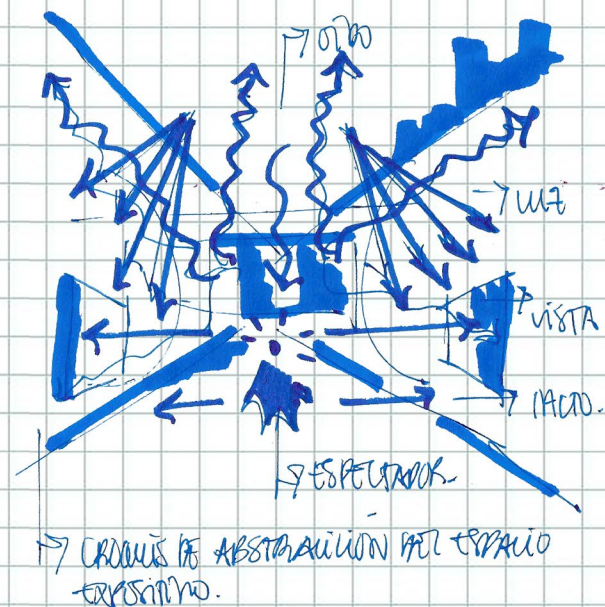 OÍDO
LUZ
VISTA
TACTO.
ESPECTADOR.
CROQUIS DE ABSTRACCIÓN DEL ESPACIO
EXPOSITIVO.